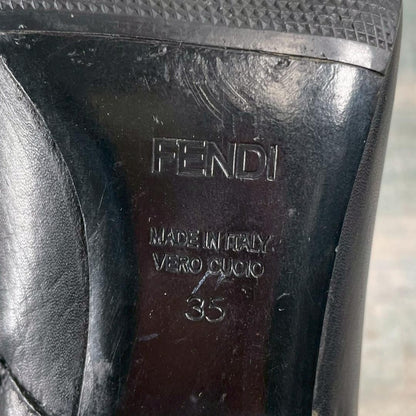 FENDI
MADE IN ITALY
VERO CUOIO
35